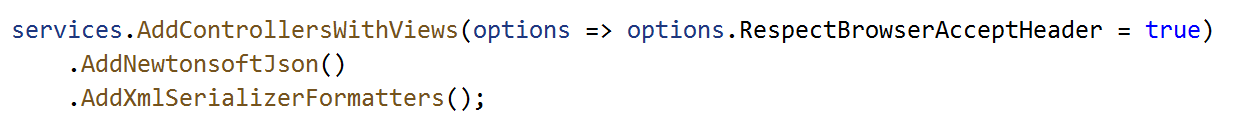 services.AddControllersWithViews(options => options.RespectBrowserAcceptHeader = true)
    .AddNewtonsoftJson()
    .AddXmlSerializerFormatters();